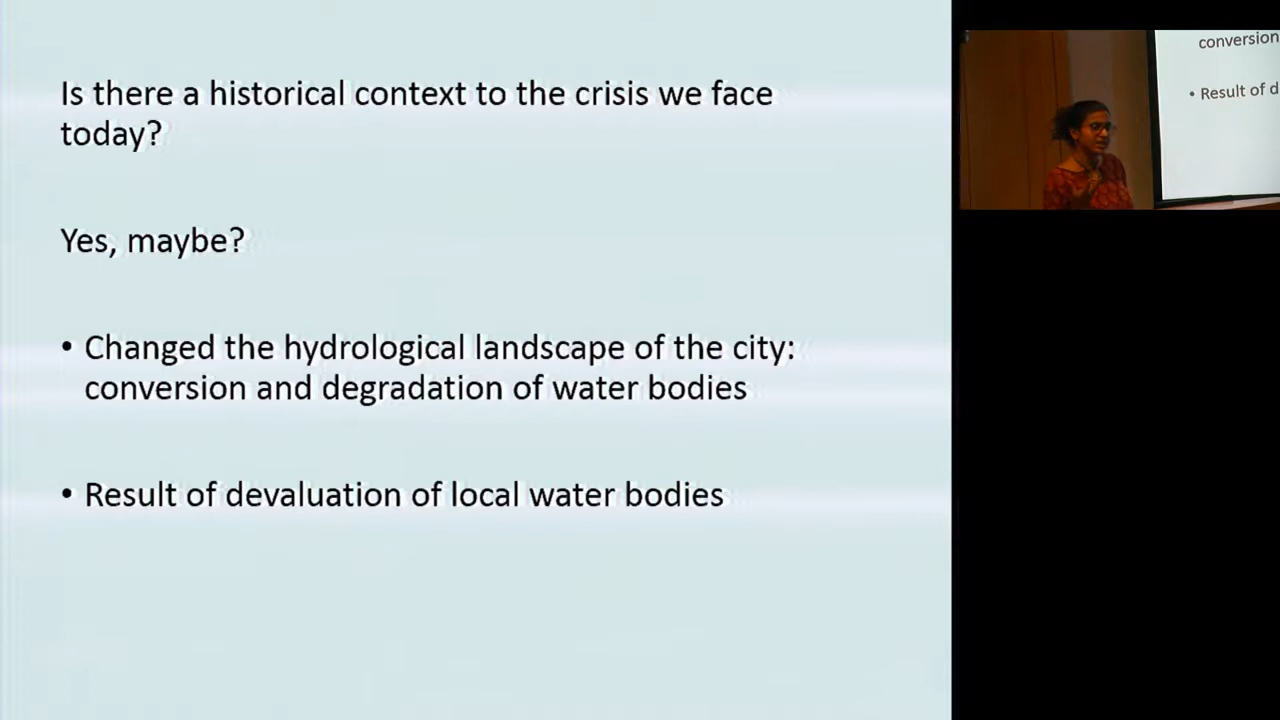 Is there a historical context to the crisis we face
today?
Yes, maybe?
• Changed the hydrological landscape of the city:
conversion and degradation of water bodies
• Result of devaluation of local water bodies
conversion
• Result of d